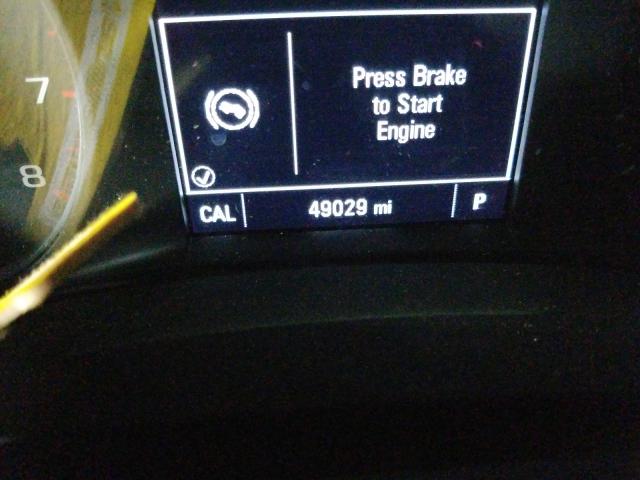 7
8
Press Brake
to Start
Engine
CAL
49029 mi
P